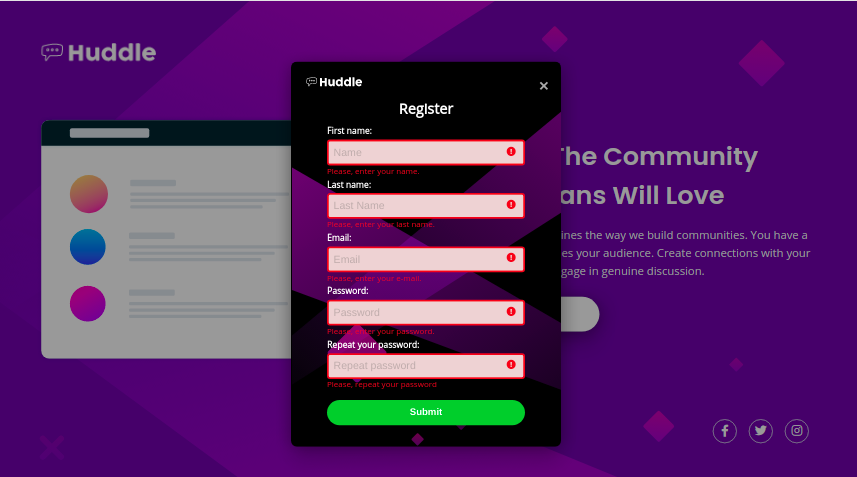 Huddle
Huddle
×
Register
First name:
Name
Please, enter your name.
Last name:
Last Name
Please, enter your last name.
Email:
Email
Please, enter your e-mail.
Password:
Password
Please, enter your password.
Repeat your password:
Repeat password
Please, repeat your password
Submit
The Community
ans Will Love
ines the way we build communities. You have a
es your audience. Create connections with your
gage in genuine discussion.